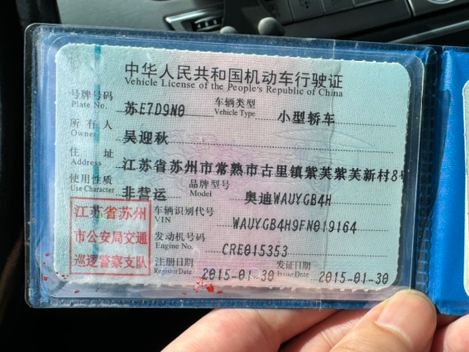 中华人民共和国机动车行驶证
Vehicle License of the People's Republic of China
号牌号码 Plate No. 苏E7D9N0 车辆类型 Vehicle Type 小型轿车
所有人 Owner 吴迎秋
住址 Address 江苏省苏州市常熟市古里镇紫芙紫芙新村8号
使用性质 Use Character 非营运 品牌型号 Model 奥迪WAUYGB4H
江苏省苏州
市公安局交通
巡逻警察支队
车辆识别代号 VIN WAUYGB4H9FN019164
发动机号码 Engine No. CRE015353
注册日期 Register Date 2015-01-30 发证日期 Issue Date 2015-01-30